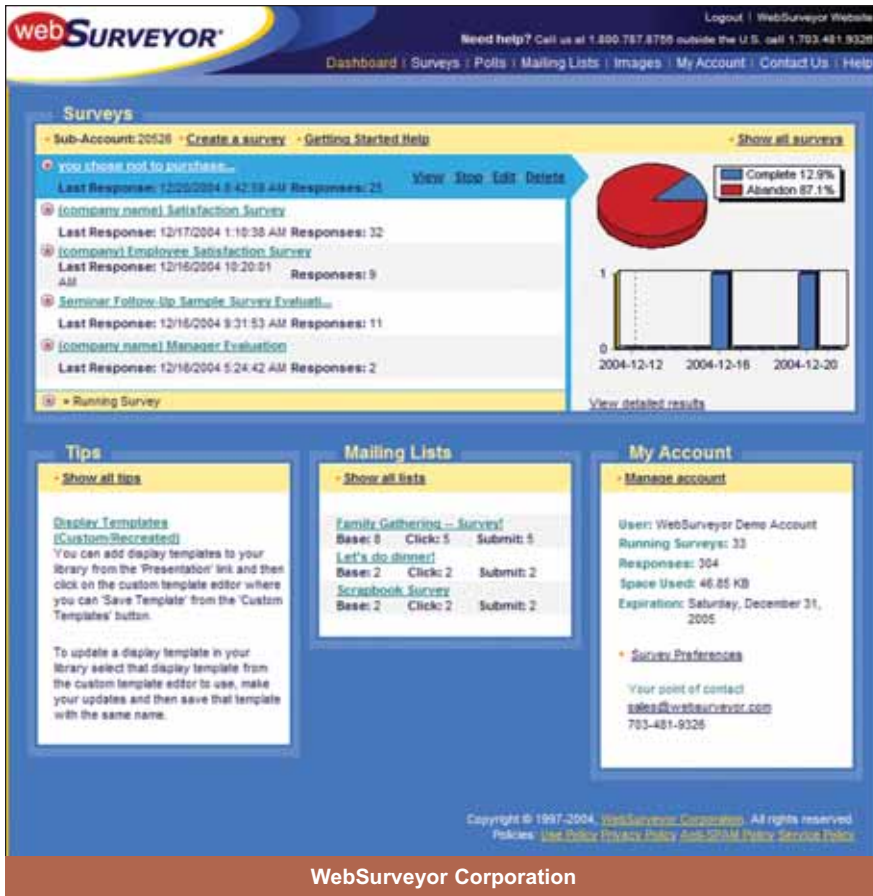 webSURVEYOR®
Logout | WebSurveyor Website
Need help? Call us at 1.800.787.8755 outside the U.S. call 1.703.481.9326
Dashboard | Surveys | Polls | Mailing Lists | Images | My Account | Contact Us | Help
Surveys
Sub-Account: 20526 Create a survey Getting Started Help Show all surveys
you chose not to purchase...
View Stop Edit Delete
Last Response: 12/20/2004 8:42:59 AM Responses: 25
(company name) Satisfaction Survey
Last Response: 12/17/2004 1:10:38 AM Responses: 32
(company) Employee Satisfaction Survey
Last Response: 12/16/2004 10:20:01 AM Responses: 9
Seminar Follow-Up Sample Survey Evaluati...
Last Response: 12/16/2004 9:31:53 AM Responses: 11
(company name) Manager Evaluation
Last Response: 12/16/2004 5:24:42 AM Responses: 2
» Running Survey
Complete 12.9%
Abandon 87.1%
1
0
2004-12-12 2004-12-16 2004-12-20
View detailed results
Tips
Show all tips
Display Templates
(Custom/Recreated)
You can add display templates to your
library from the 'Presentation' link and then
click on the custom template editor where
you can 'Save Template' from the 'Custom
Templates' button.
To update a display template in your
library select that display template from
the custom template editor to use, make
your updates and then save that template
with the same name.
Mailing Lists
Show all lists
Family Gathering -- Survey!
Base: 8 Click: 5 Submit: 5
Let's do dinner!
Base: 2 Click: 2 Submit: 2
Scrapbook Survey
Base: 2 Click: 2 Submit: 2
My Account
Manage account
User: WebSurveyor Demo Account
Running Surveys: 33
Responses: 304
Space Used: 46.85 KB
Expiration: Saturday, December 31,
2005
Survey Preferences
Your point of contact
sales@websurveyor.com
703-481-9326
Copyright © 1997-2004, WebSurveyor Corporation. All rights reserved.
Policies: Use Policy Privacy Policy Anti-SPAM Policy Service Policy
WebSurveyor Corporation